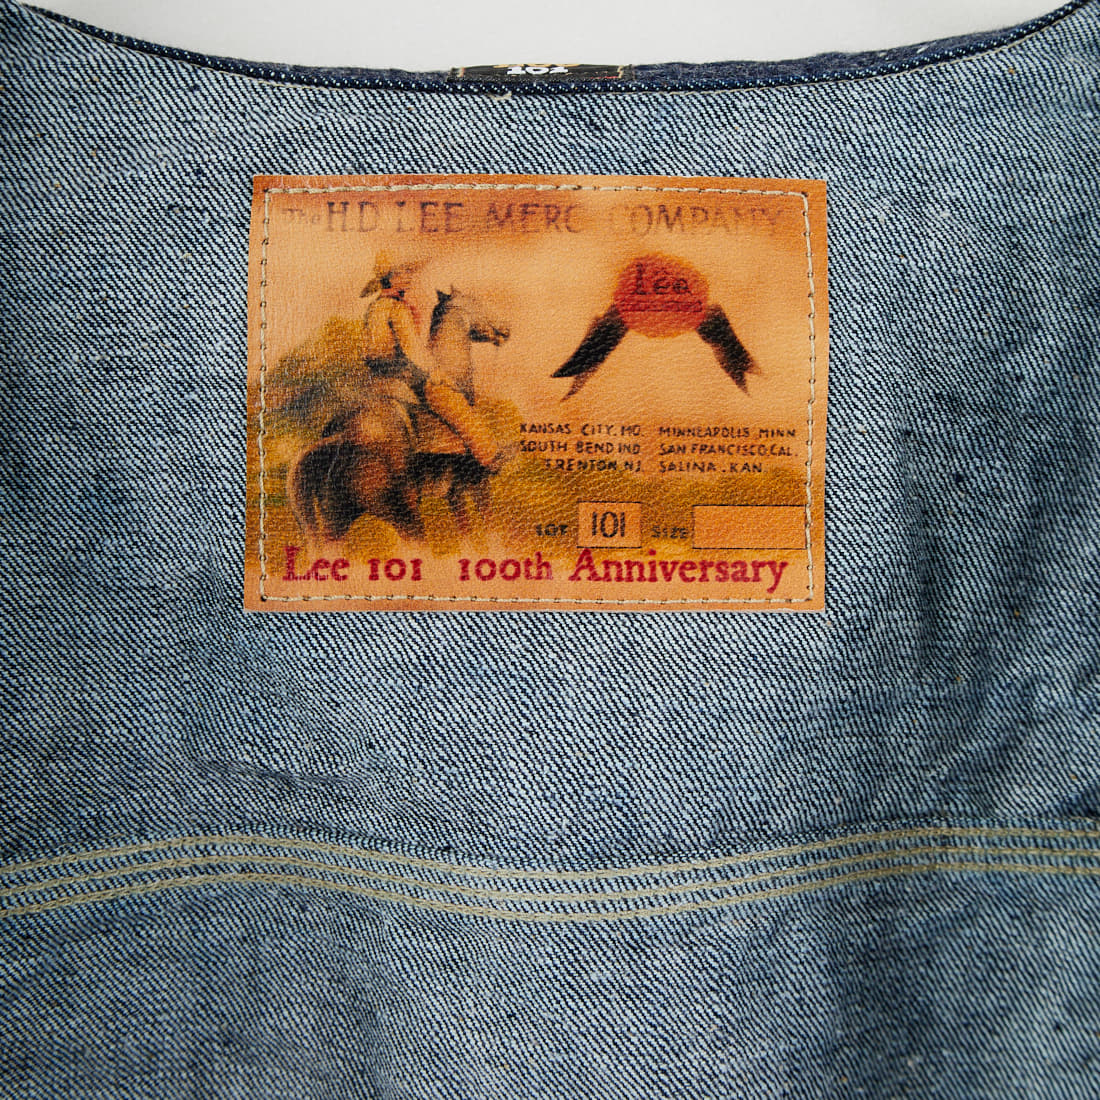 101
The H.D. LEE MERC COMPANY
Lee
KANSAS CITY, MO. MINNEAPOLIS, MINN
SOUTH BEND IND SAN FRANCISCO, CAL.
TRENTON N.J. SALINA. KAN
LOT 101 SIZE
Lee 101 100th Anniversary